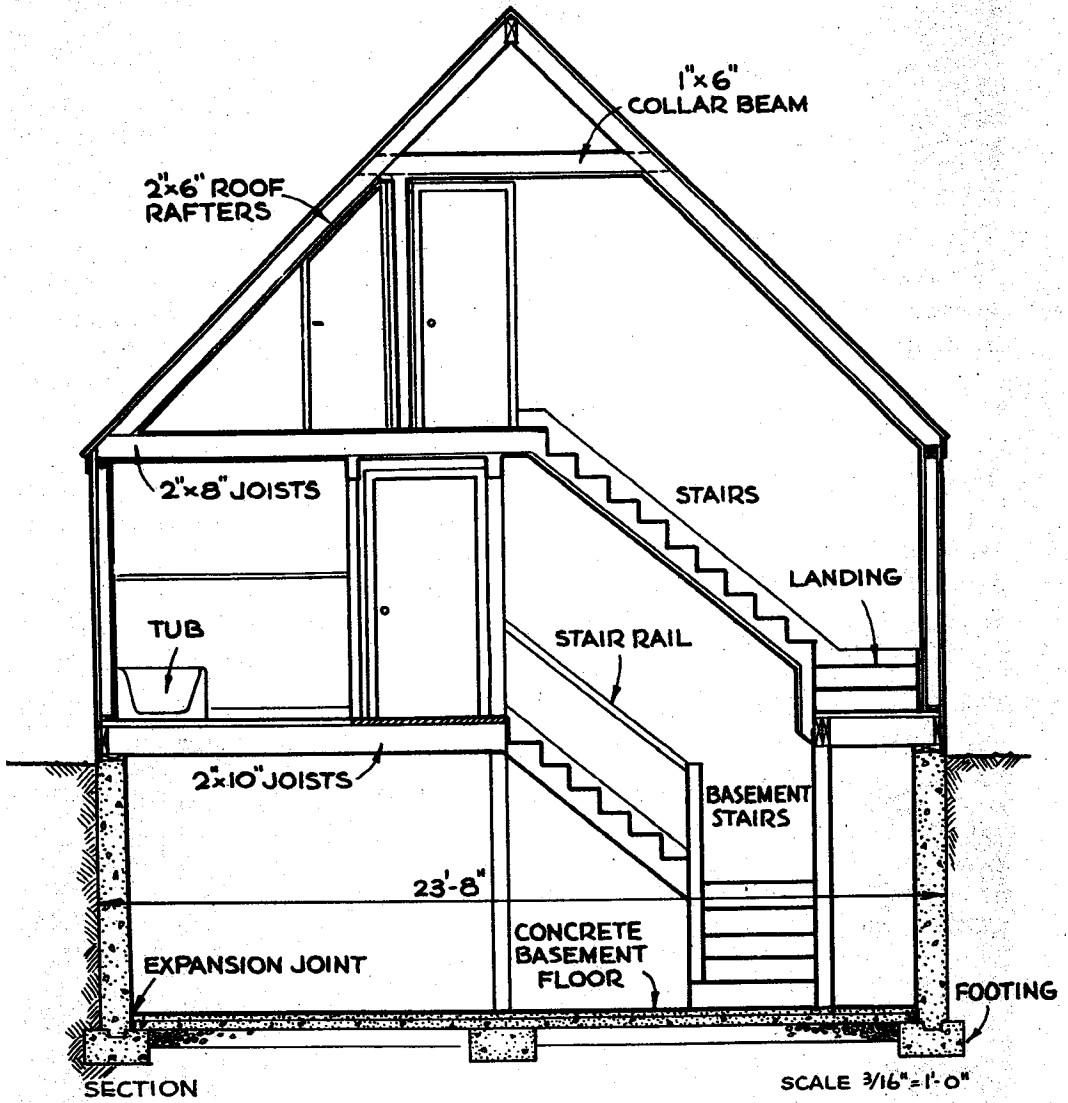 1"x6"
COLLAR BEAM
2"x6" ROOF
RAFTERS
2"x8" JOISTS
STAIRS
LANDING
TUB
STAIR RAIL
2"x10" JOISTS
BASEMENT
STAIRS
23'-8"
CONCRETE
BASEMENT
FLOOR
EXPANSION JOINT
FOOTING
SECTION
SCALE 3/16"=1'-0"